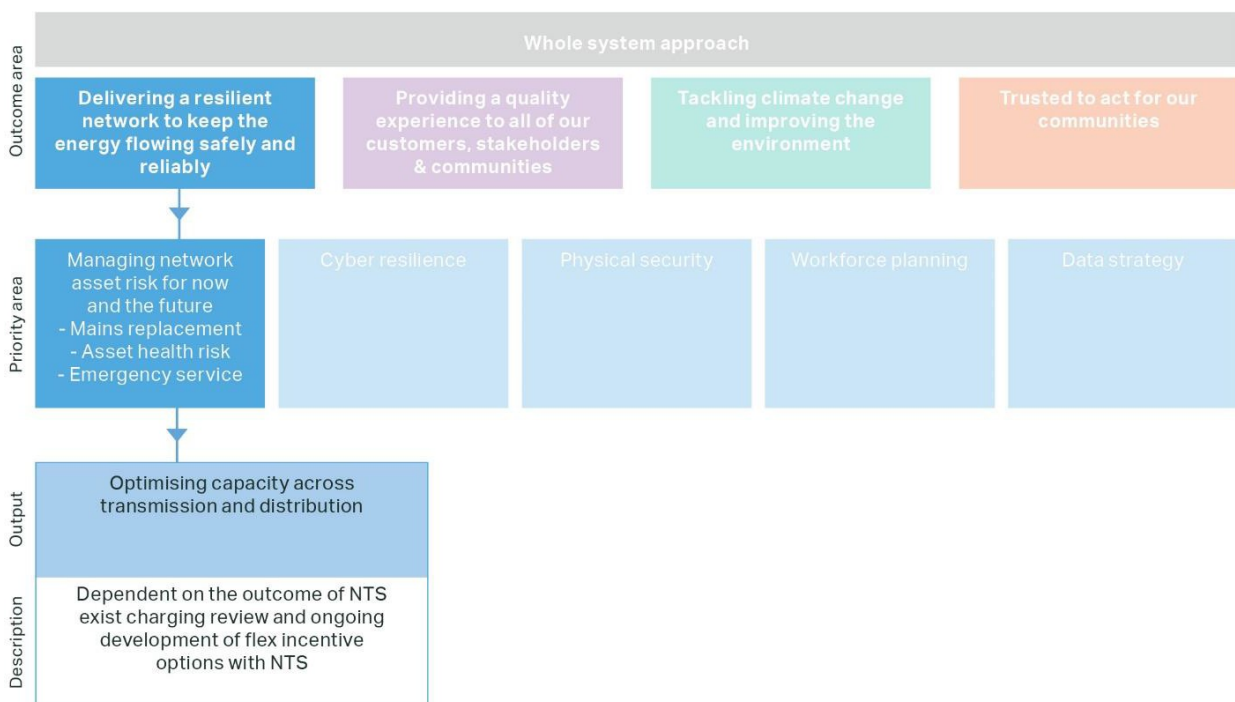 Outcome area
Whole system approach
Delivering a resilient
network to keep the
energy flowing safely and
reliably
Providing a quality
experience to all of our
customers, stakeholders
& communities
Tackling climate change
and improving the
environment
Trusted to act for our
communities
Priority area
Managing network
asset risk for now
and the future
- Mains replacement
- Asset health risk
- Emergency service
Cyber resilience
Physical security
Workforce planning
Data strategy
Output
Optimising capacity across
transmission and distribution
Description
Dependent on the outcome of NTS
exist charging review and ongoing
development of flex incentive
options with NTS